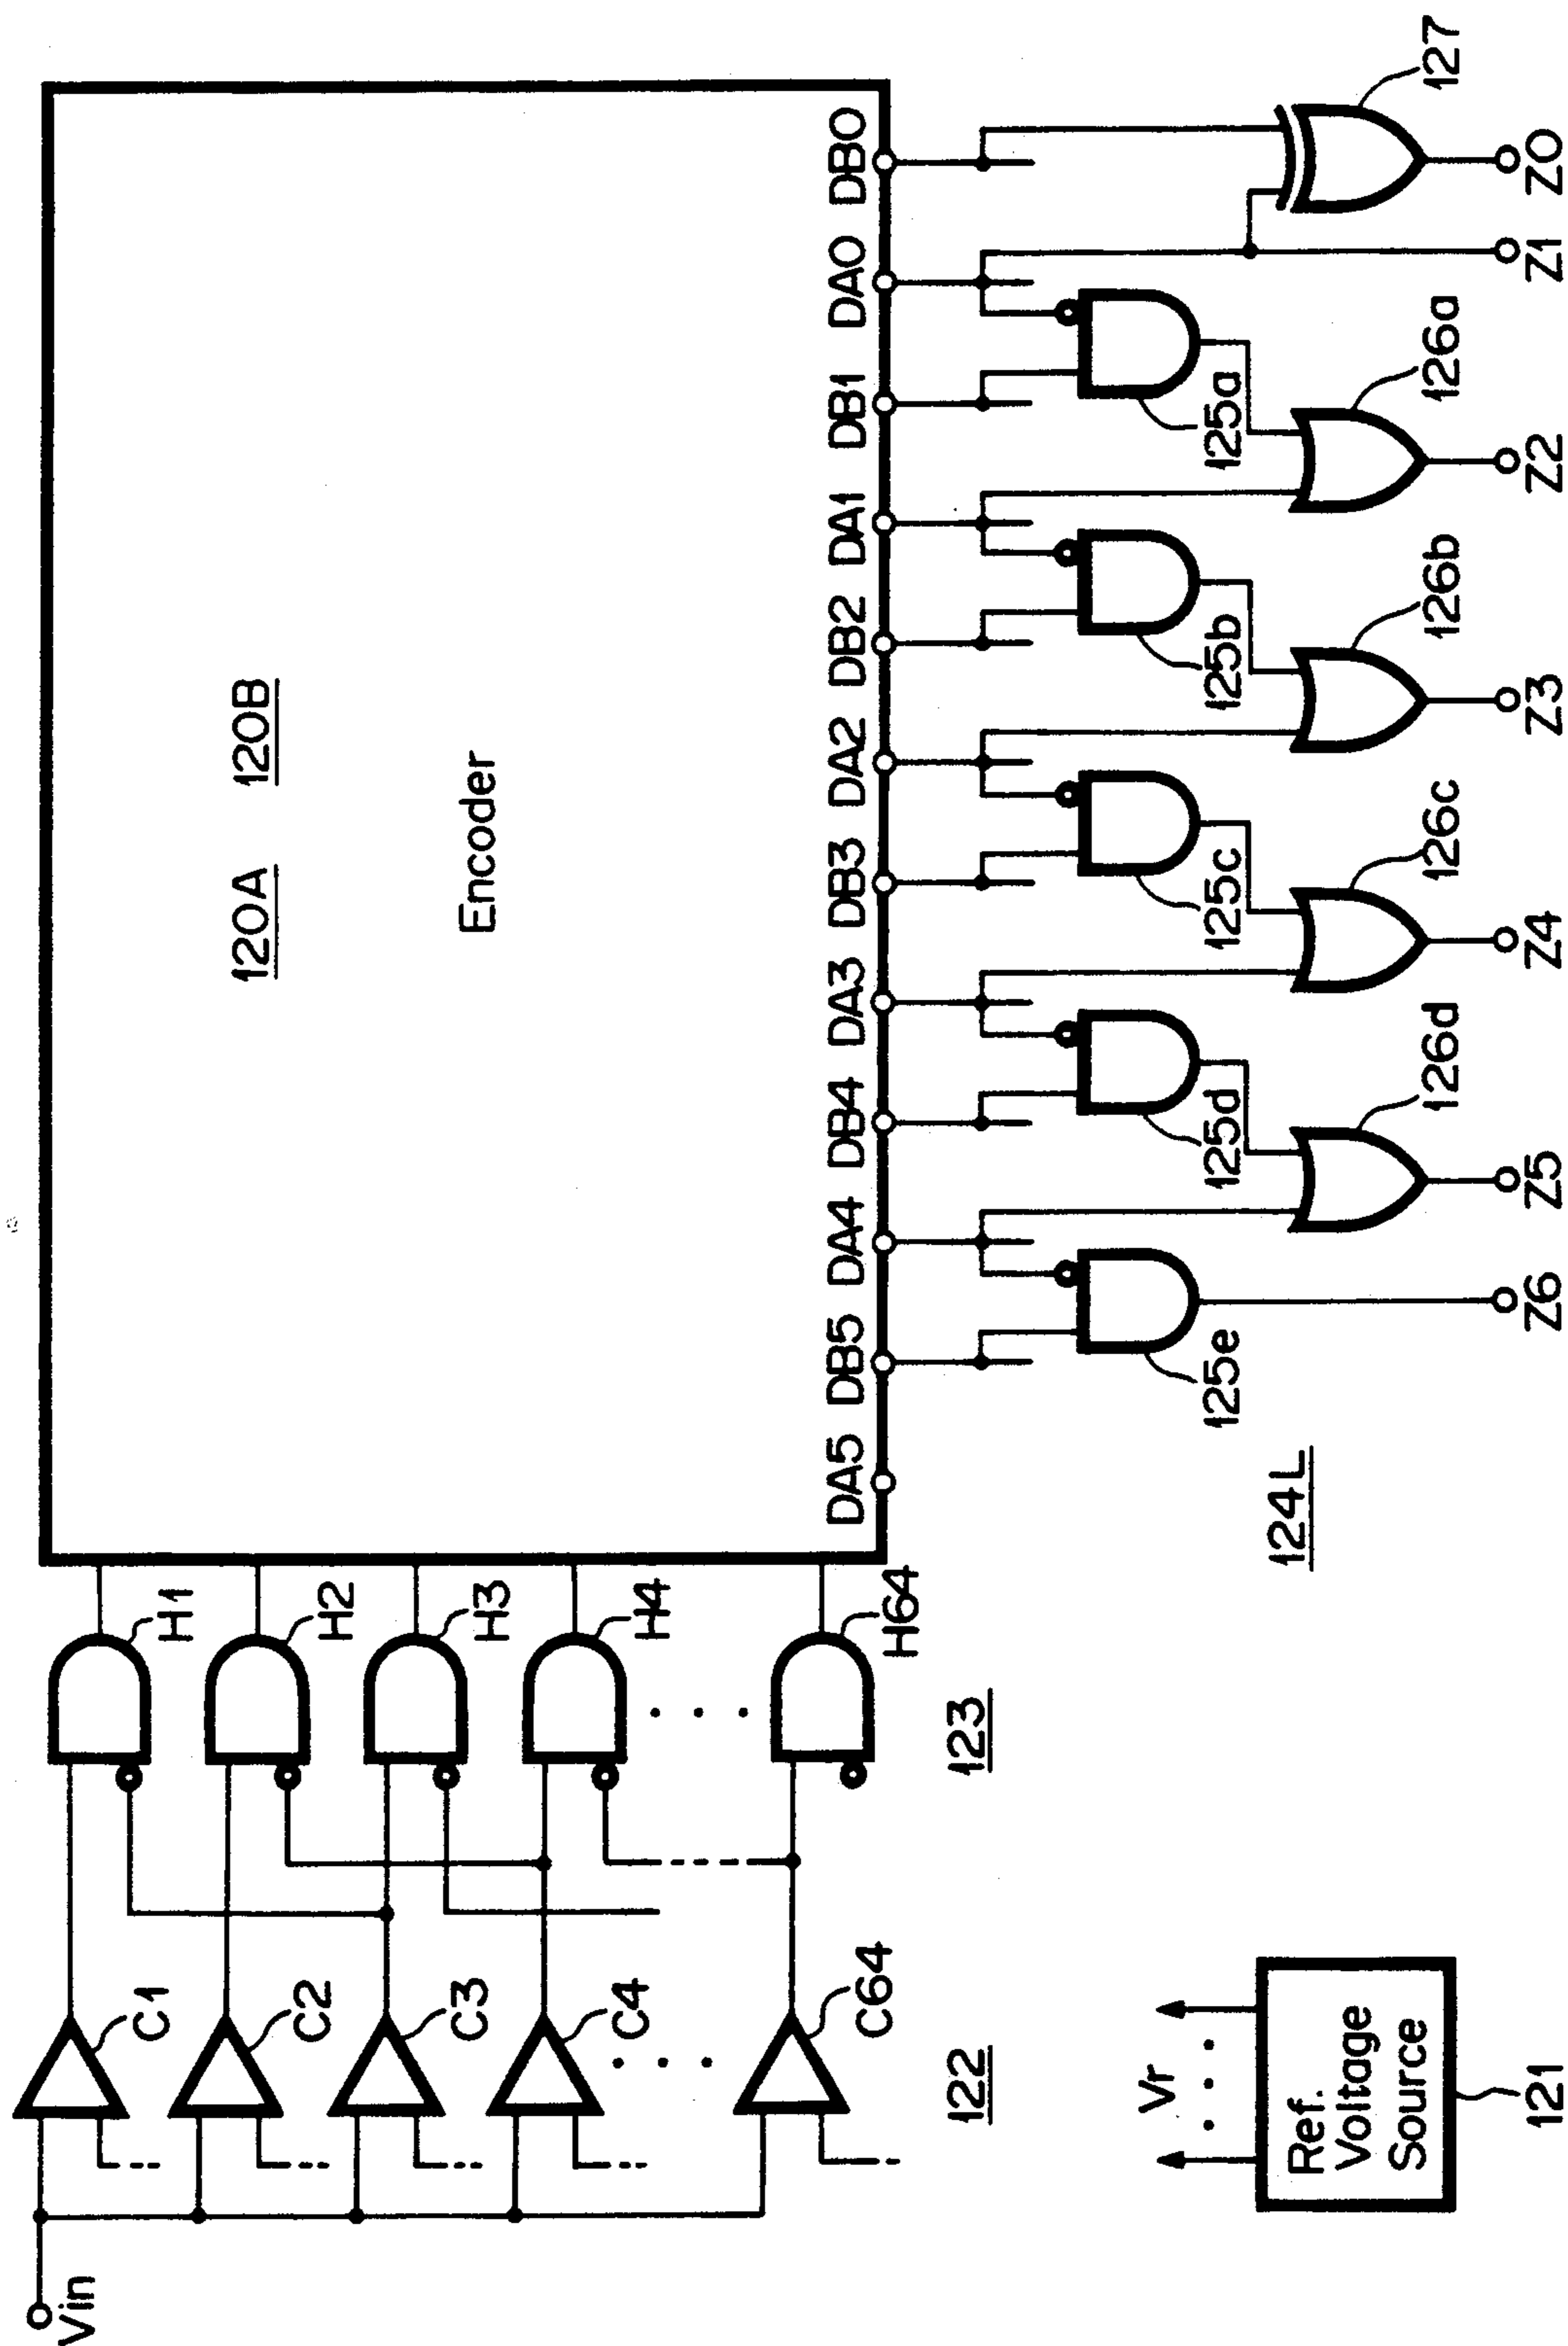 Vin
C1
C2
C3
C4
C64
122
H1
H2
H3
H4
H64
123
120A 120B
Encoder
DA5 DB5 DA4 DB4 DA3 DB3 DA2 DB2 DA1 DB1 DA0 DB0
125e
125d
125c
125b
125a
124L
126d
126c
126b
126a
127
Z6
Z5
Z4
Z3
Z2
Z1
Z0
Vr
Ref.
Voltage
Source
121